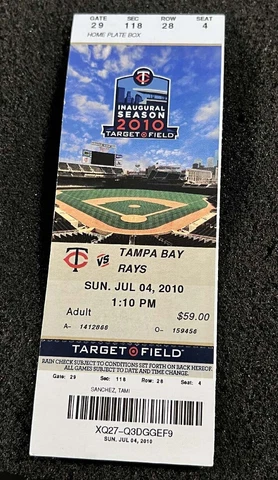 GATE SEC ROW SEAT
29 118 28 4
HOME PLATE BOX
INAUGURAL
SEASON
2010
TARGET FIELD
TC VS TAMPA BAY
RAYS
SUN. JUL 04, 2010
1:10 PM
Adult $59.00
A- 1412868 O- 159456
TARGET FIELD
RAIN CHECK SUBJECT TO CONDITIONS SET FORTH ON BACK HEREOF.
ALL GAMES SUBJECT TO DATE AND TIME CHANGE.
Gate: 29 Sec: 118 Row: 28 Seat: 4
SANCHEZ, TAMI
XQ27-Q3DGGEF9
SUN. JUL 04, 2010